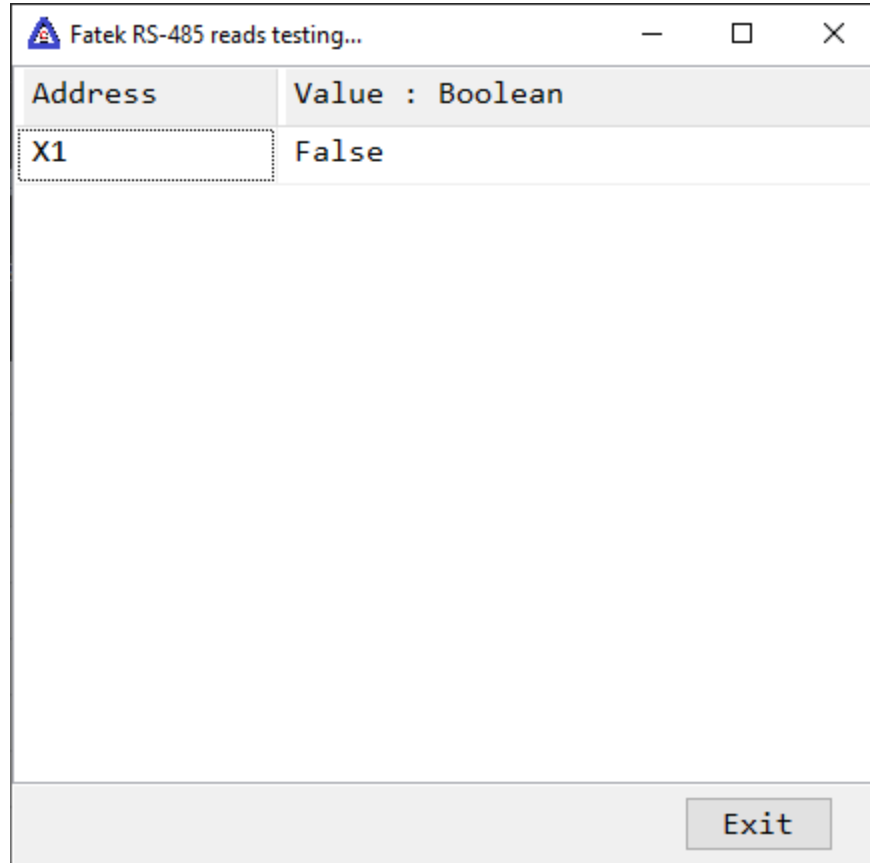 Fatek RS-485 reads testing...
Address Value : Boolean
X1 False
Exit